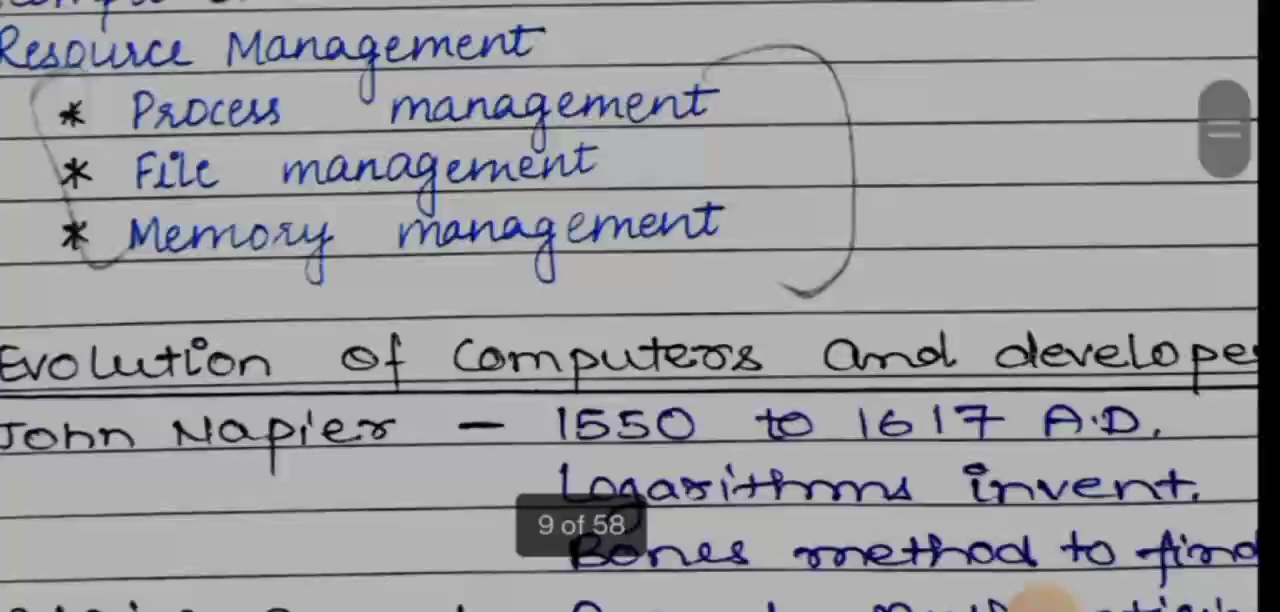 Resource Management
* Process management
* File management
* Memory management
Evolution of Computers and develope
John Napier - 1550 to 1617 A.D.
Logarithms invent.
9 of 58
Bones method to find